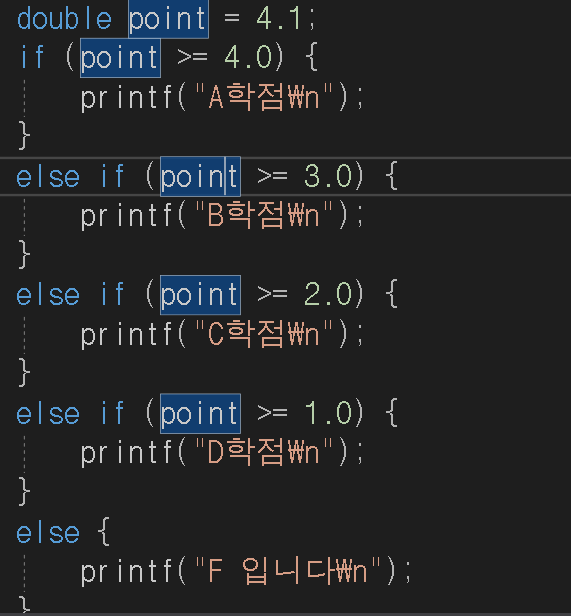 double point = 4.1;
if (point >= 4.0) {
    printf("A학점₩n");
}
else if (point >= 3.0) {
    printf("B학점₩n");
}
else if (point >= 2.0) {
    printf("C학점₩n");
}
else if (point >= 1.0) {
    printf("D학점₩n");
}
else {
    printf("F 입니다₩n");
}